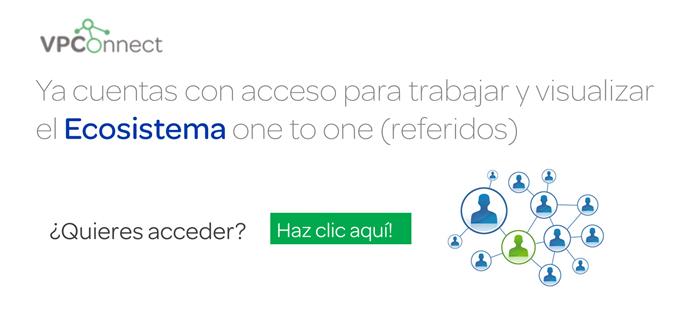 VPCOnnect
Ya cuentas con acceso para trabajar y visualizar
el Ecosistema one to one (referidos)
¿Quieres acceder? Haz clic aquí!